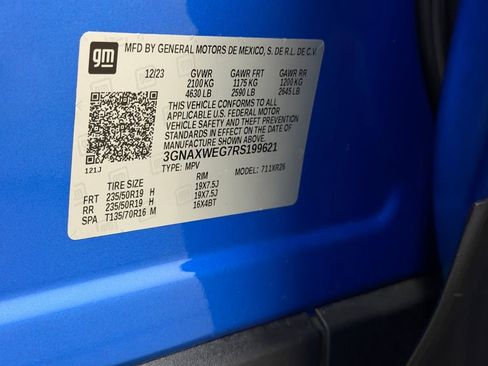 gm
MFD BY GENERAL MOTORS DE MEXICO, S. DE R.L. DE C.V.
12/23 GVWR GAWR FRT GAWR RR
2100 KG 1175 KG 1200 KG
4630 LB 2590 LB 2645 LB
THIS VEHICLE CONFORMS TO ALL
APPLICABLE U.S. FEDERAL MOTOR
VEHICLE SAFETY AND THEFT PREVENTION
STANDARDS IN EFFECT ON THE DATE OF
MANUFACTURE SHOWN ABOVE.
3GNAXWEG7RS199621
121J TYPE: MPV 711XR26
TIRE SIZE RIM
FRT 235/50R19 H 19X7.5J
RR 235/50R19 H 19X7.5J
SPA T135/70R16 M 16X4BT